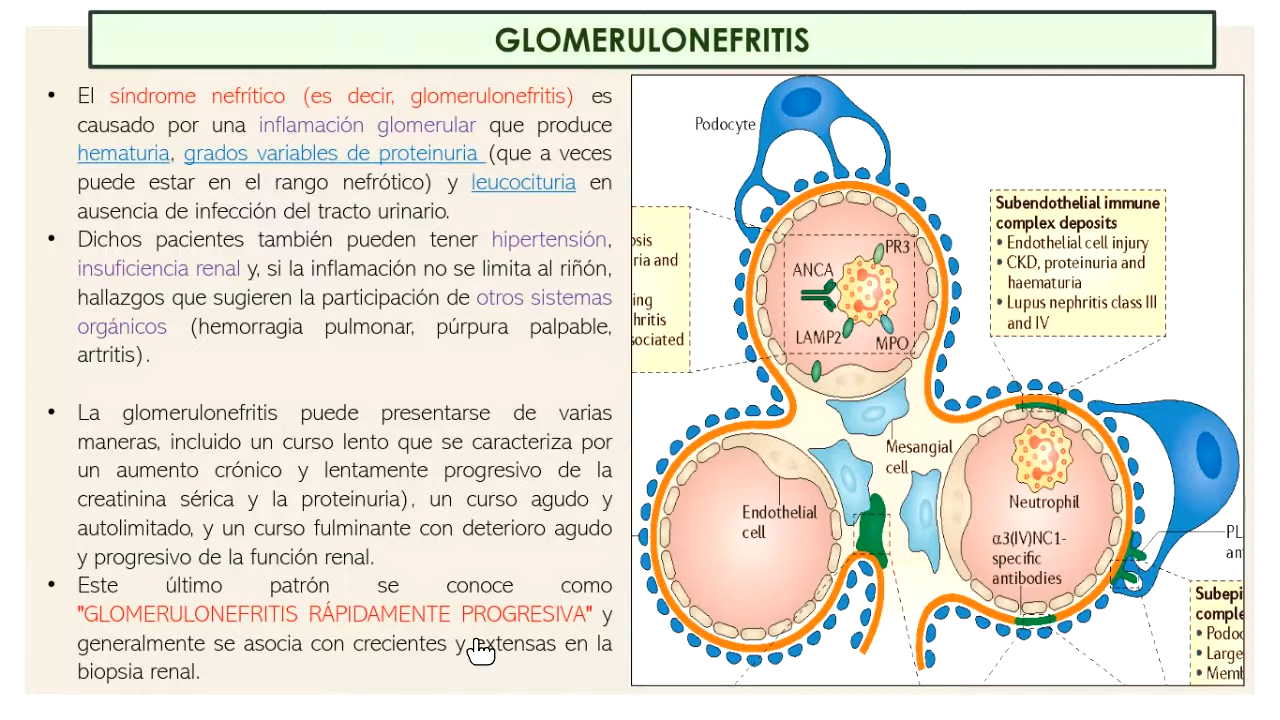 GLOMERULONEFRITIS
• El síndrome nefrítico (es decir, glomerulonefritis) es
causado por una inflamación glomerular que produce
hematuria, grados variables de proteinuria (que a veces
puede estar en el rango nefrótico) y leucocituria en
ausencia de infección del tracto urinario.
• Dichos pacientes también pueden tener hipertensión,
insuficiencia renal y, si la inflamación no se limita al riñón,
hallazgos que sugieren la participación de otros sistemas
orgánicos (hemorragia pulmonar, púrpura palpable,
artritis).
• La glomerulonefritis puede presentarse de varias
maneras, incluido un curso lento que se caracteriza por
un aumento crónico y lentamente progresivo de la
creatinina sérica y la proteinuria), un curso agudo y
autolimitado, y un curso fulminante con deterioro agudo
y progresivo de la función renal.
• Este último patrón se conoce como
"GLOMERULONEFRITIS RÁPIDAMENTE PROGRESIVA" y
generalmente se asocia con crecientes y extensas en la
biopsia renal.
Podocyte
osis
ria and
ing
hritis
sociated
PR3
ANCA
LAMP2
MPO
Subendothelial immune
complex deposits
• Endothelial cell injury
• CKD, proteinuria and
haematuria
• Lupus nephritis class III
and IV
Mesangial
cell
Endothelial
cell
Neutrophil
α3(IV)NC1-
specific
antibodies
PL
an
Subepi
comple
• Podoc
• Large
• Mem